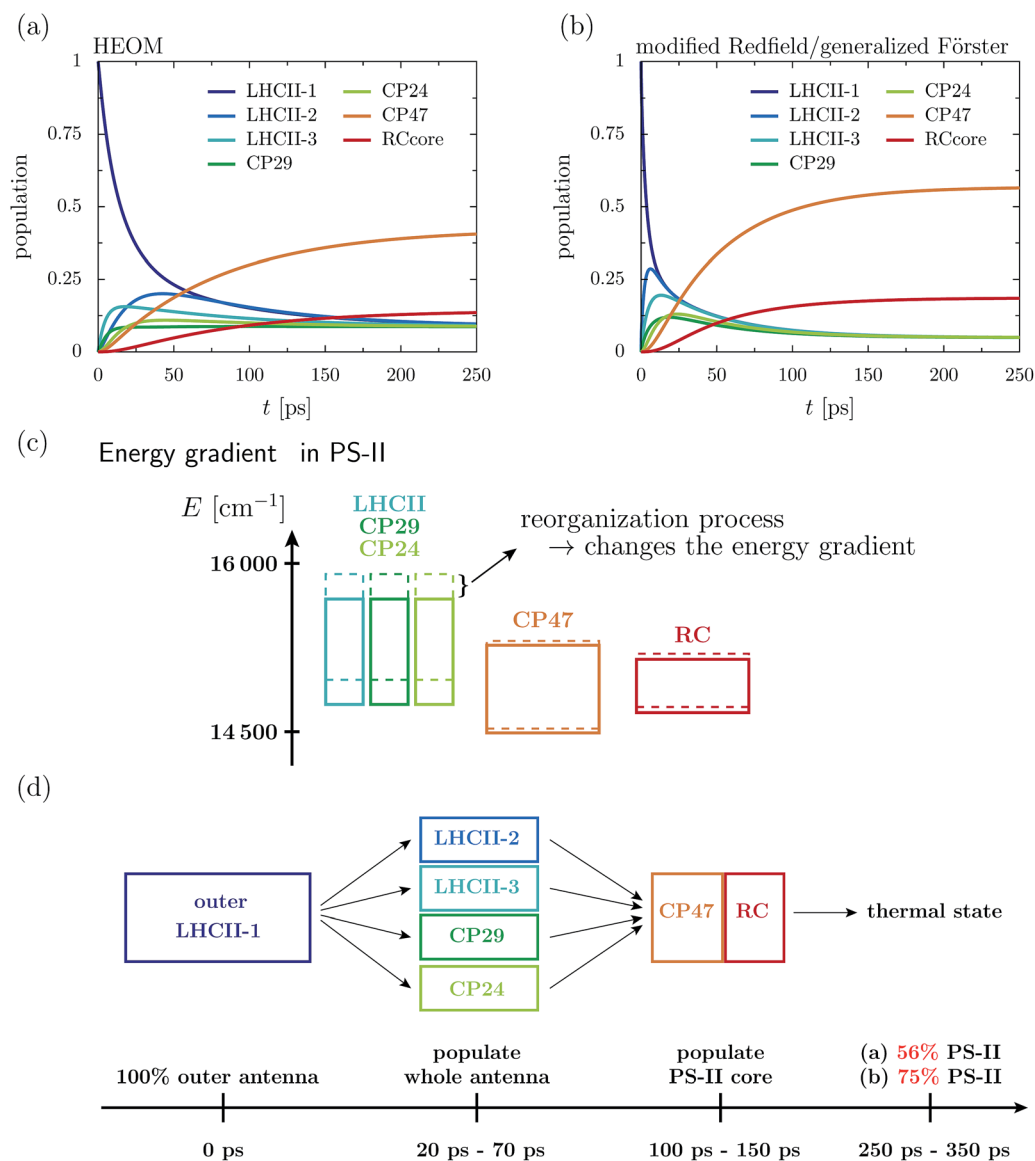 (a)
HEOM
1
0.75
0.5
0.25
0
population
LHCII-1
LHCII-2
LHCII-3
CP29
CP24
CP47
RCcore
0 50 100 150 200 250
t [ps]
(b)
modified Redfield/generalized Förster
1
0.75
0.5
0.25
0
population
LHCII-1
LHCII-2
LHCII-3
CP29
CP24
CP47
RCcore
0 50 100 150 200 250
t [ps]
(c)
Energy gradient in PS-II
E [cm⁻¹]
16 000
14 500
LHCII
CP29
CP24
}
reorganization process
→ changes the energy gradient
CP47
RC
(d)
outer
LHCII-1
LHCII-2
LHCII-3
CP29
CP24
CP47 RC
thermal state
100% outer antenna
populate
whole antenna
populate
PS-II core
(a) 56% PS-II
(b) 75% PS-II
0 ps
20 ps - 70 ps
100 ps - 150 ps
250 ps - 350 ps